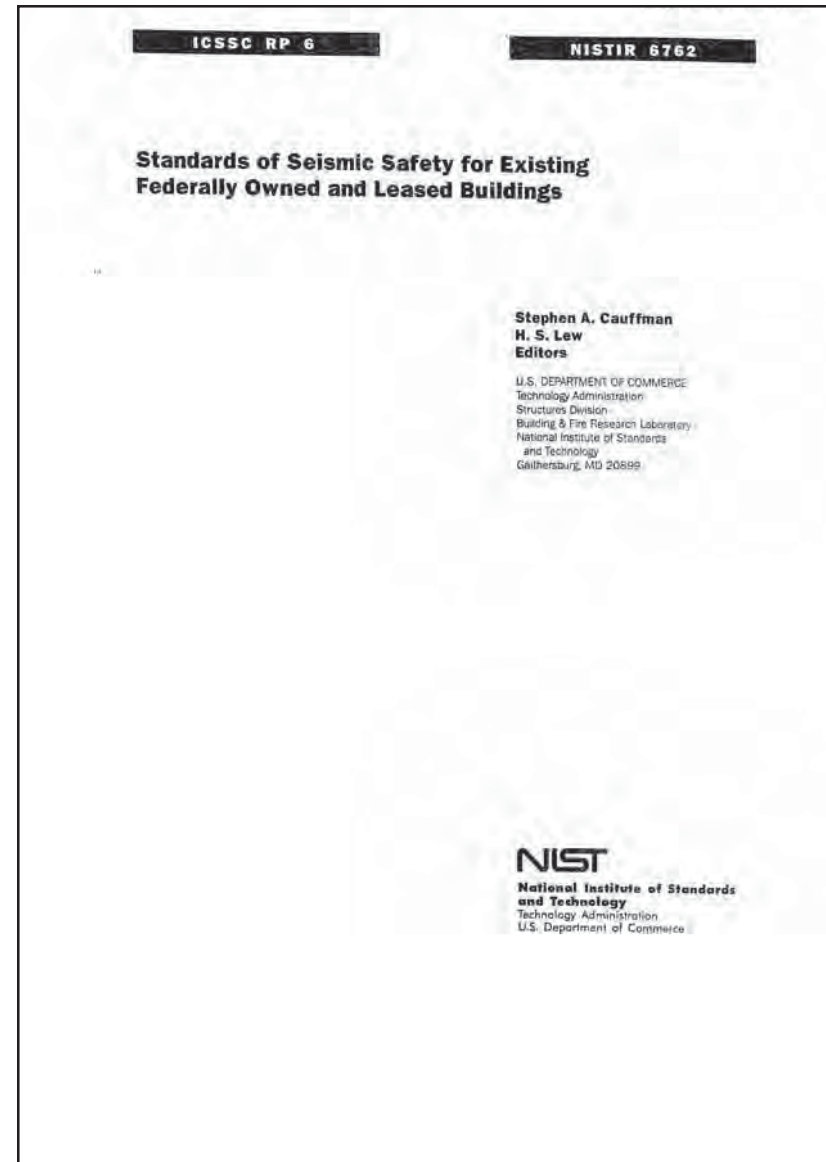 ICSSC RP 6
NISTIR 6762
Standards of Seismic Safety for Existing
Federally Owned and Leased Buildings
Stephen A. Cauffman
H. S. Lew
Editors
U.S. DEPARTMENT OF COMMERCE
Technology Administration
Structures Division
Building & Fire Research Laboratory
National Institute of Standards
and Technology
Gaithersburg, MD 20899
NIST
National Institute of Standards
and Technology
Technology Administration
U.S. Department of Commerce